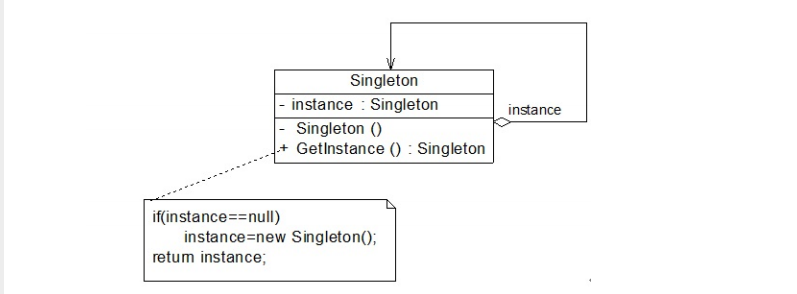 Singleton
- instance : Singleton
instance
- Singleton ()
+ GetInstance () : Singleton
if(instance==null)
instance=new Singleton();
return instance;